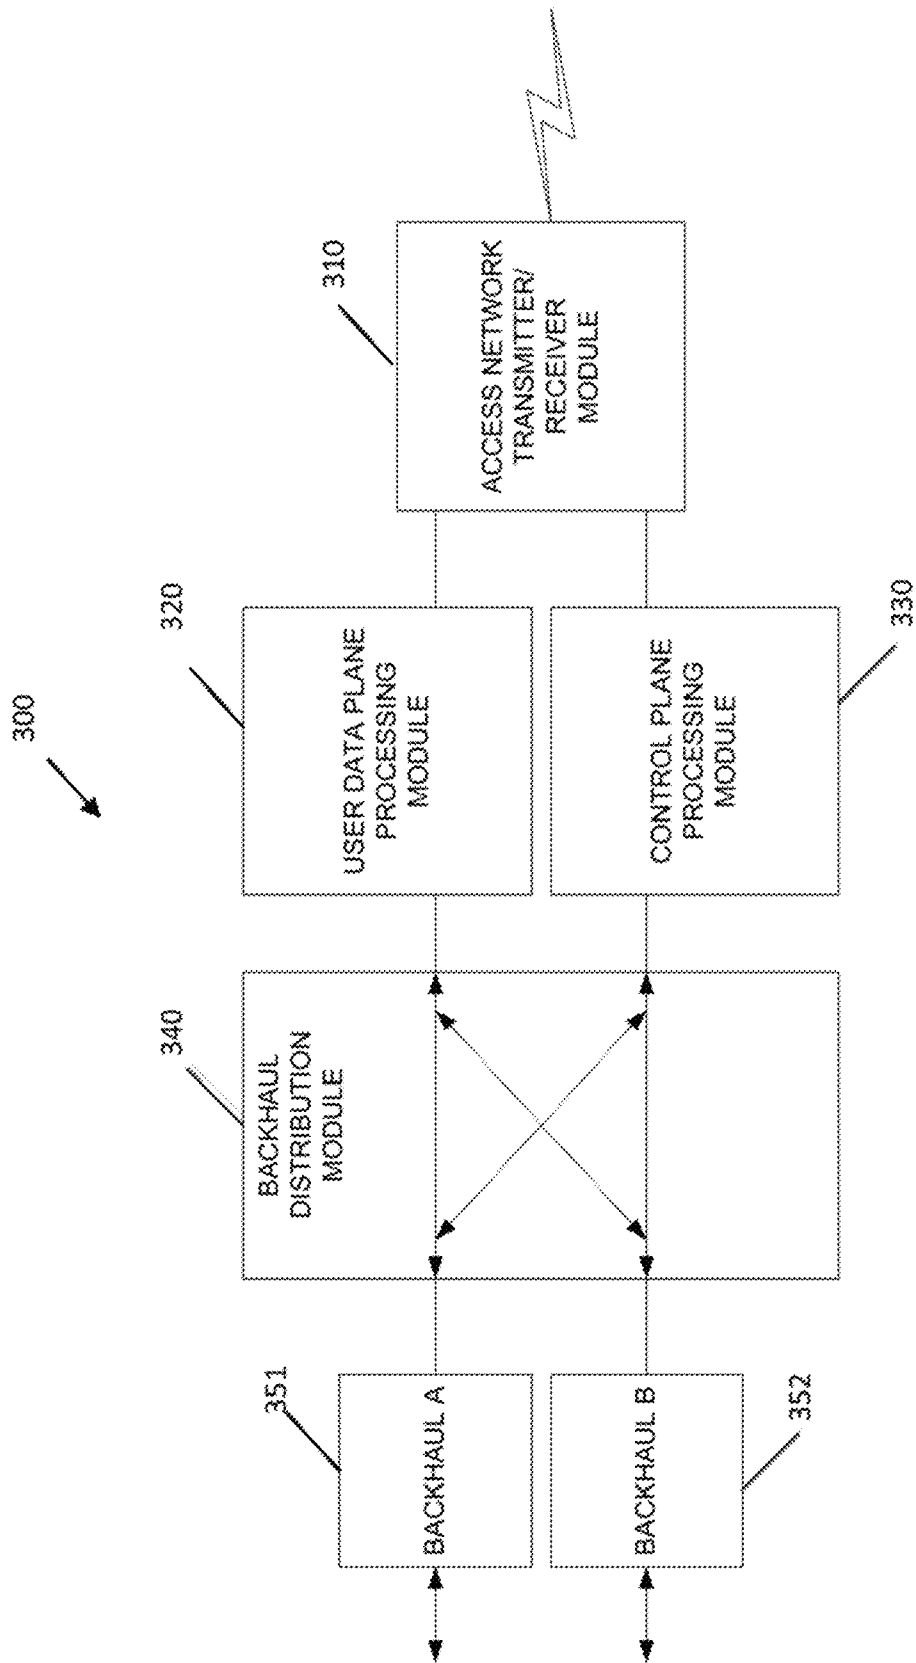 300
310
ACCESS NETWORK
TRANSMITTER/
RECEIVER
MODULE
320
USER DATA PLANE
PROCESSING
MODULE
330
CONTROL PLANE
PROCESSING
MODULE
340
BACKHAUL
DISTRIBUTION
MODULE
351
BACKHAUL A
352
BACKHAUL B